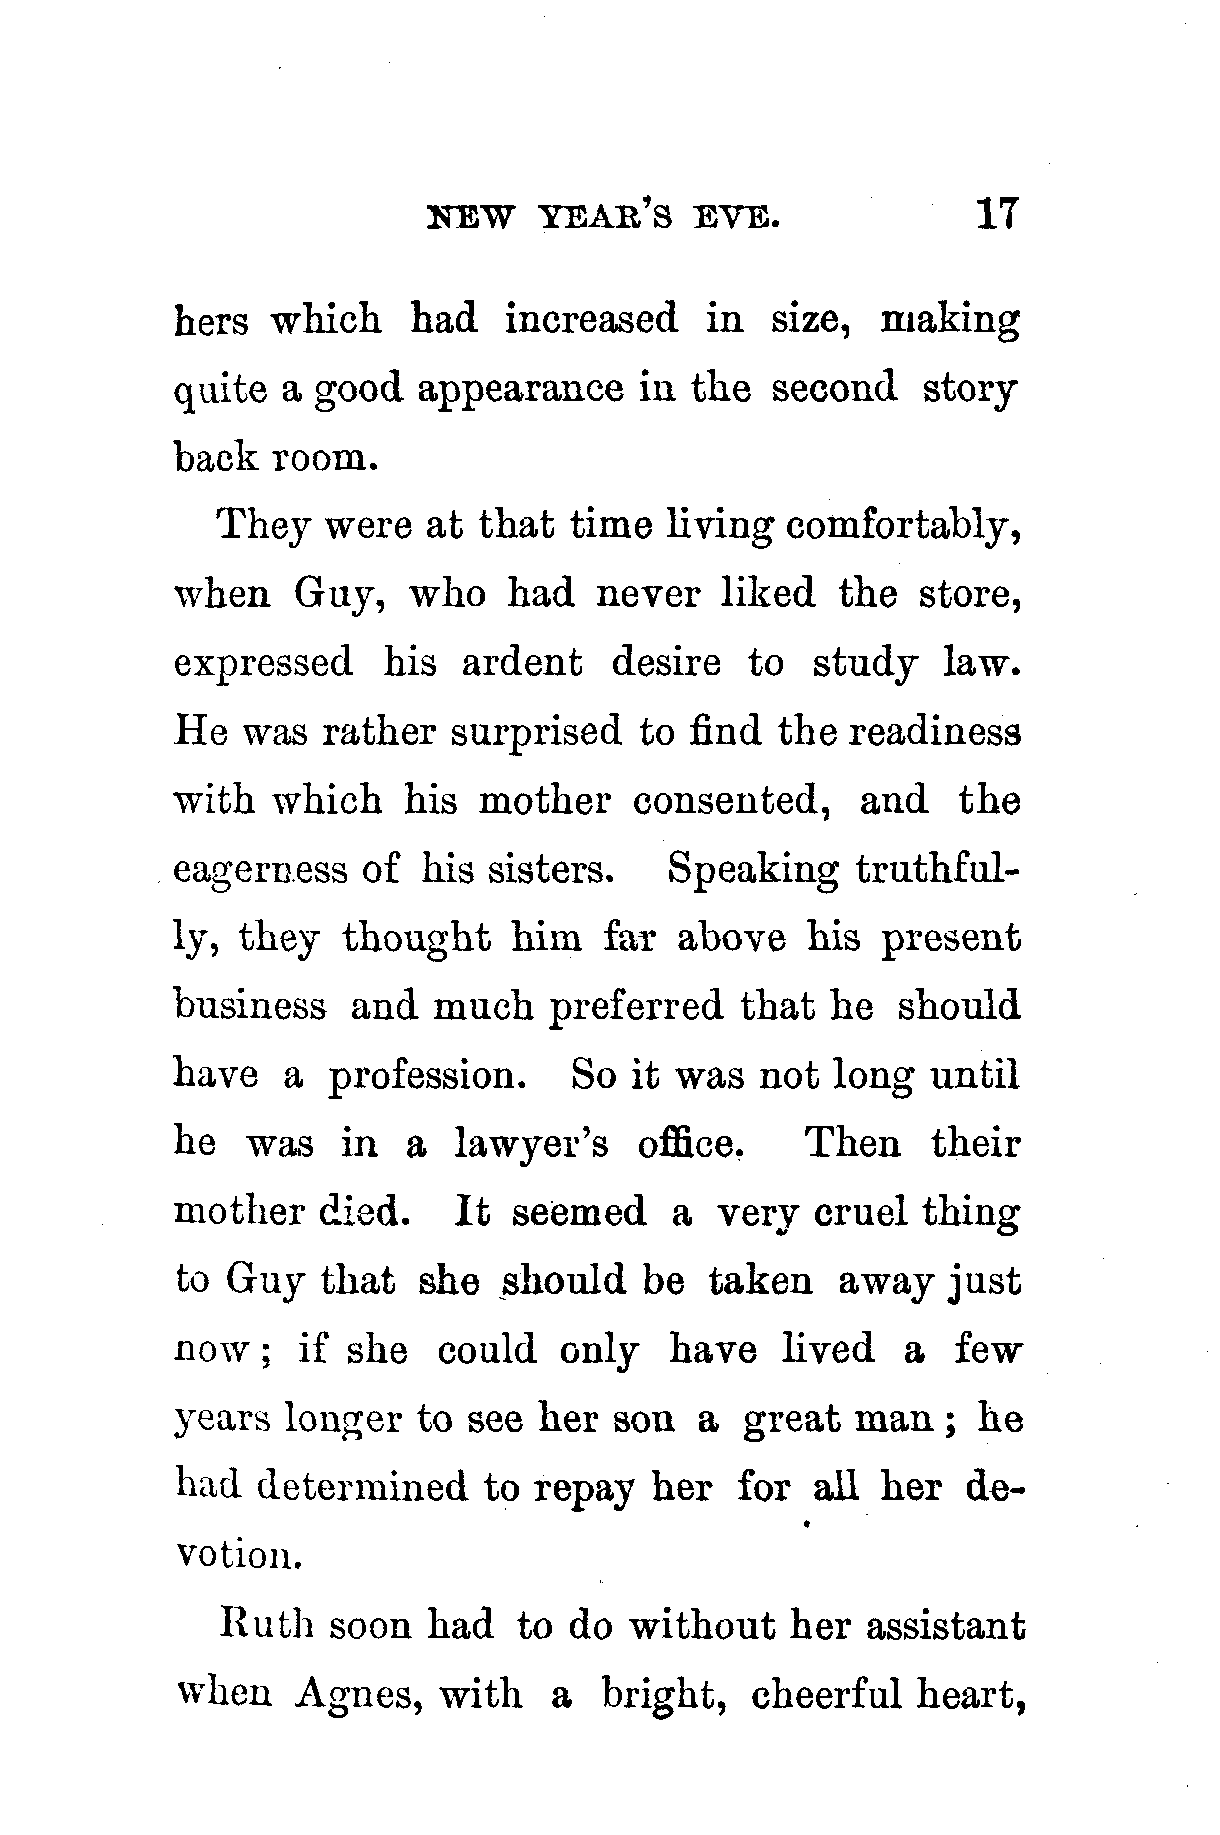 NEW YEAR'S EVE. 17
hers which had increased in size, making
quite a good appearance in the second story
back room.
They were at that time living comfortably,
when Guy, who had never liked the store,
expressed his ardent desire to study law.
He was rather surprised to find the readiness
with which his mother consented, and the
eagerness of his sisters. Speaking truthful-
ly, they thought him far above his present
business and much preferred that he should
have a profession. So it was not long until
he was in a lawyer's office. Then their
mother died. It seemed a very cruel thing
to Guy that she should be taken away just
now; if she could only have lived a few
years longer to see her son a great man; he
had determined to repay her for all her de-
votion.
Ruth soon had to do without her assistant
when Agnes, with a bright, cheerful heart,